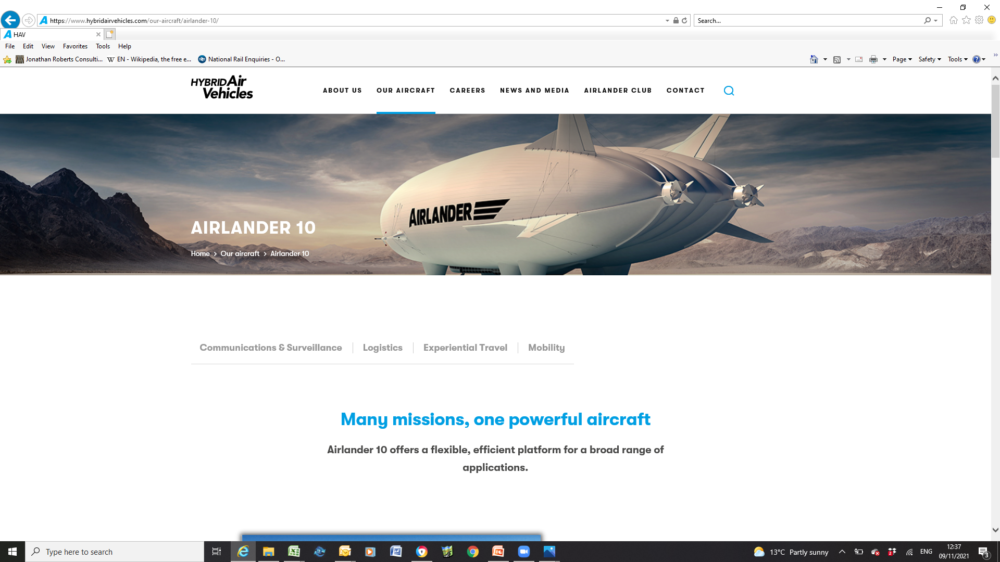 https://www.hybridairvehicles.com/our-aircraft/airlander-10/
Search...
HAV
File Edit View Favorites Tools Help
Jonathan Roberts Consulti... W EN - Wikipedia, the free e... National Rail Enquiries - O...
Page Safety Tools
HYBRID Air
Vehicles
ABOUT US OUR AIRCRAFT CAREERS NEWS AND MEDIA AIRLANDER CLUB CONTACT
AIRLANDER
AIRLANDER 10
Home > Our aircraft > Airlander 10
Communications & Surveillance Logistics Experiential Travel Mobility
Many missions, one powerful aircraft
Airlander 10 offers a flexible, efficient platform for a broad range of
applications.
Type here to search
13°C Partly sunny
ENG
12:37
09/11/2021
3